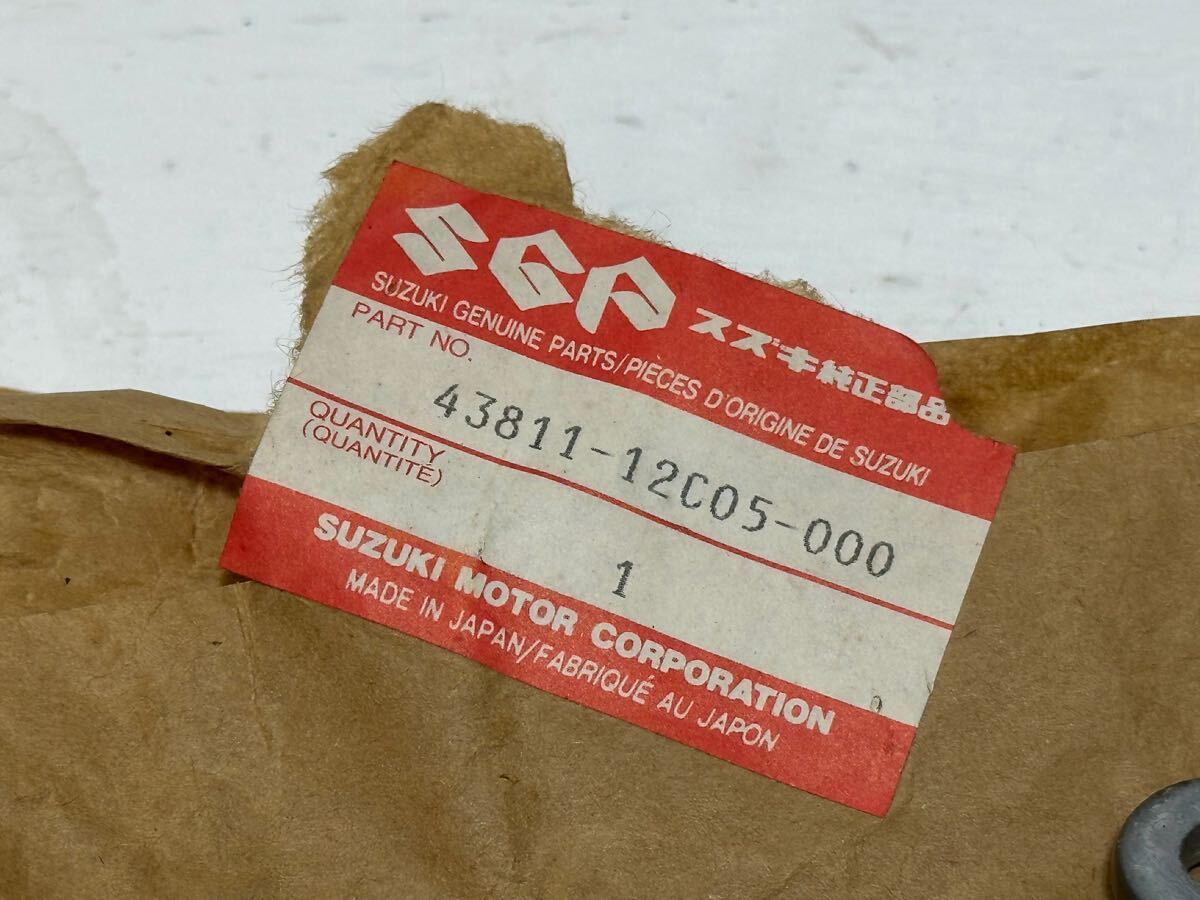 SGP スズキ純正部品
SUZUKI GENUINE PARTS/PIÈCES D'ORIGINE DE SUZUKI
PART NO.
43811-12C05-000
QUANTITY
(QUANTITÉ)
1
SUZUKI MOTOR CORPORATION
MADE IN JAPAN/FABRIQUÉ AU JAPON